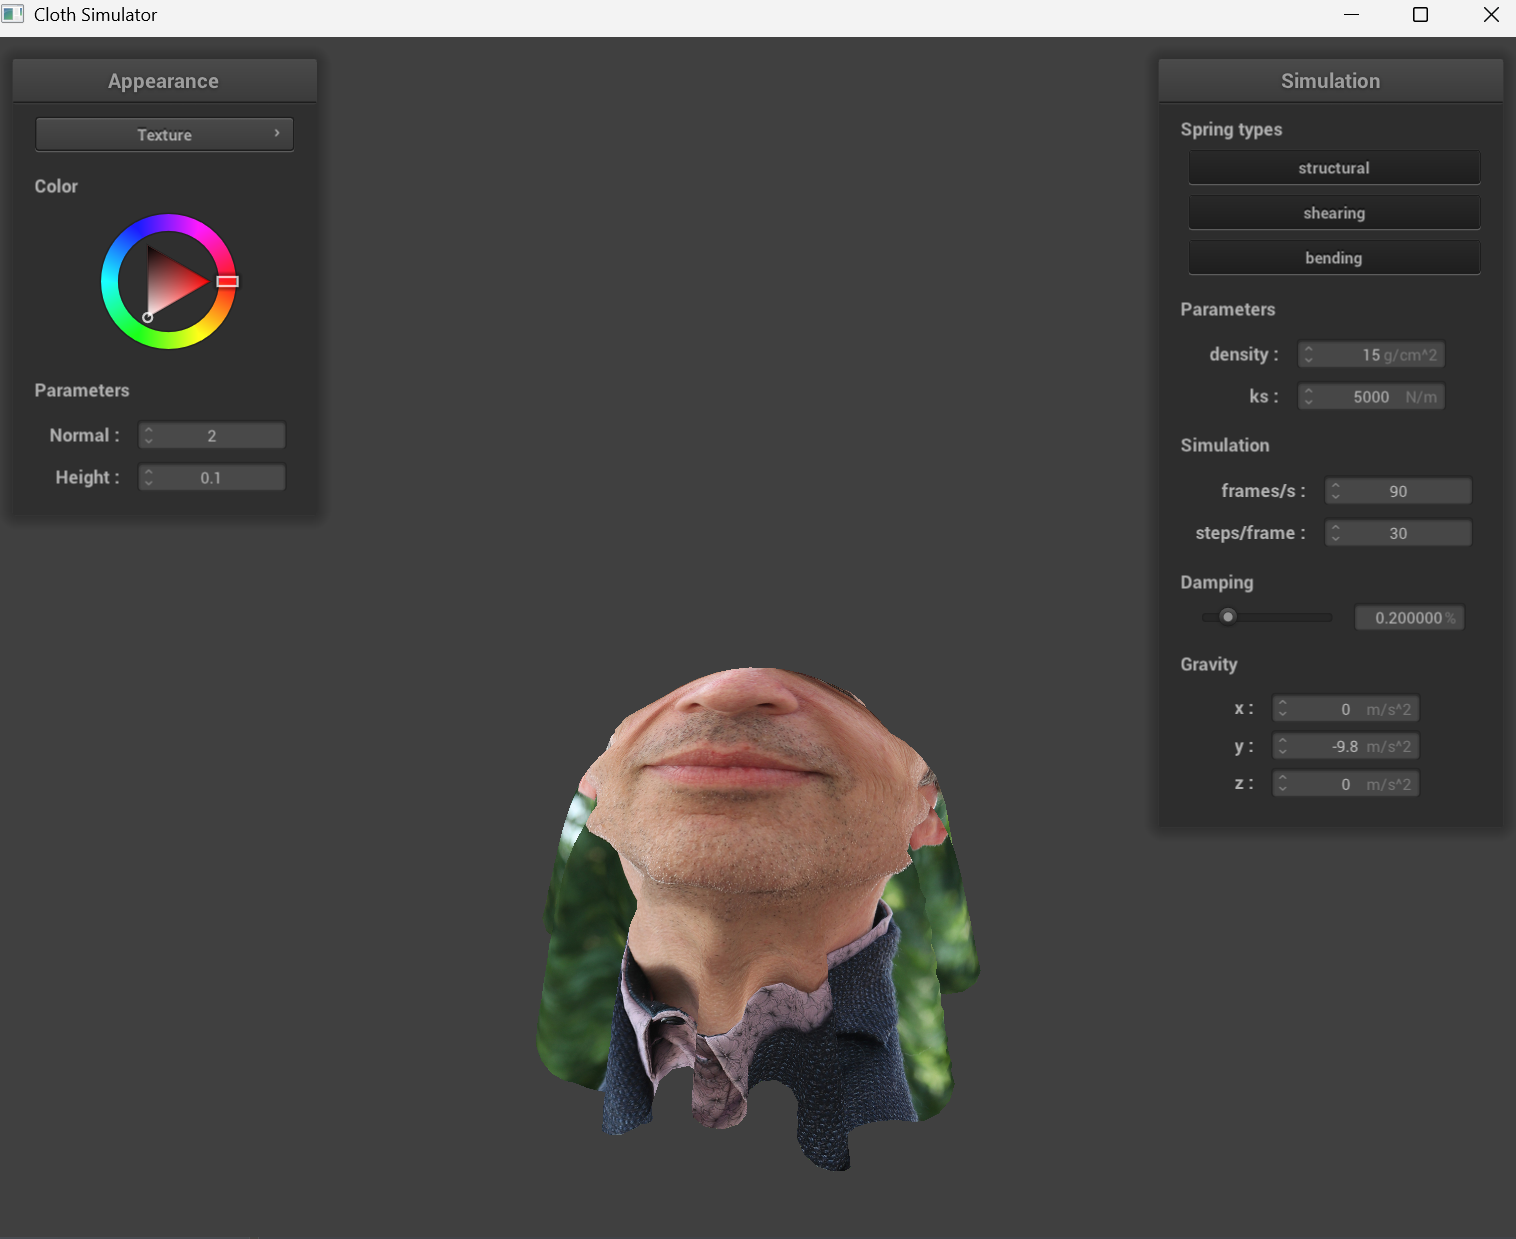 Cloth Simulator
Appearance
Texture
Color
Parameters
Normal : 2
Height : 0.1
Simulation
Spring types
structural
shearing
bending
Parameters
density : 15 g/cm^2
ks : 5000 N/m
Simulation
frames/s : 90
steps/frame : 30
Damping
0.200000 %
Gravity
x : 0 m/s^2
y : -9.8 m/s^2
z : 0 m/s^2